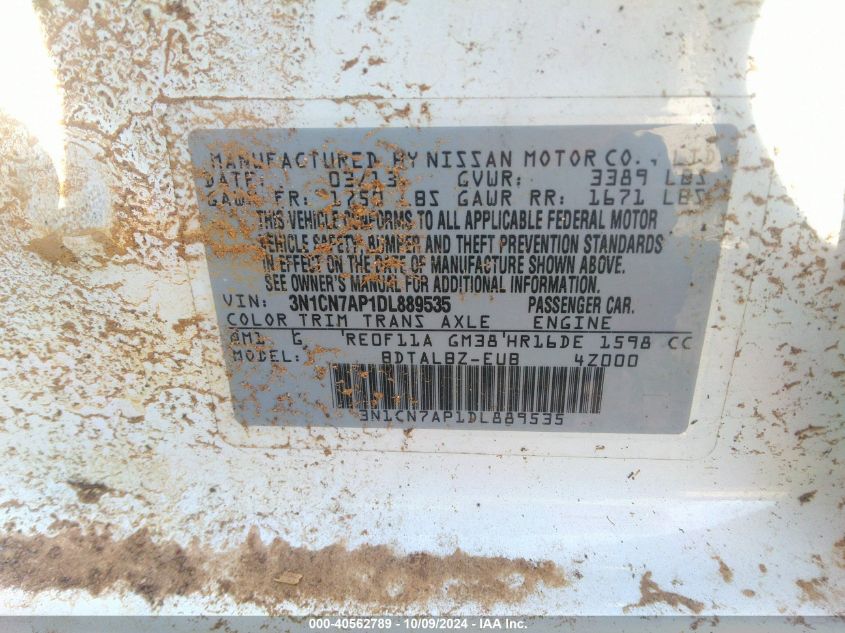 MANUFACTURED BY NISSAN MOTOR CO., LTD.
DATE: 03/13 GVWR: 3389 LBS
GAWR FR: 1750 LBS GAWR RR: 1671 LBS
THIS VEHICLE CONFORMS TO ALL APPLICABLE FEDERAL MOTOR
VEHICLE SAFETY, BUMPER AND THEFT PREVENTION STANDARDS
IN EFFECT ON THE DATE OF MANUFACTURE SHOWN ABOVE.
SEE OWNER'S MANUAL FOR ADDITIONAL INFORMATION.
VIN: 3N1CN7AP1DL889535 PASSENGER CAR.
COLOR TRIM TRANS AXLE ENGINE
QM1 G RE0F11A GM38 HR16DE 1598 CC
MODEL: BDTALBZ-EUB 4Z000
3N1CN7AP1DL889535
000-40562789 - 10/09/2024 - IAA Inc.